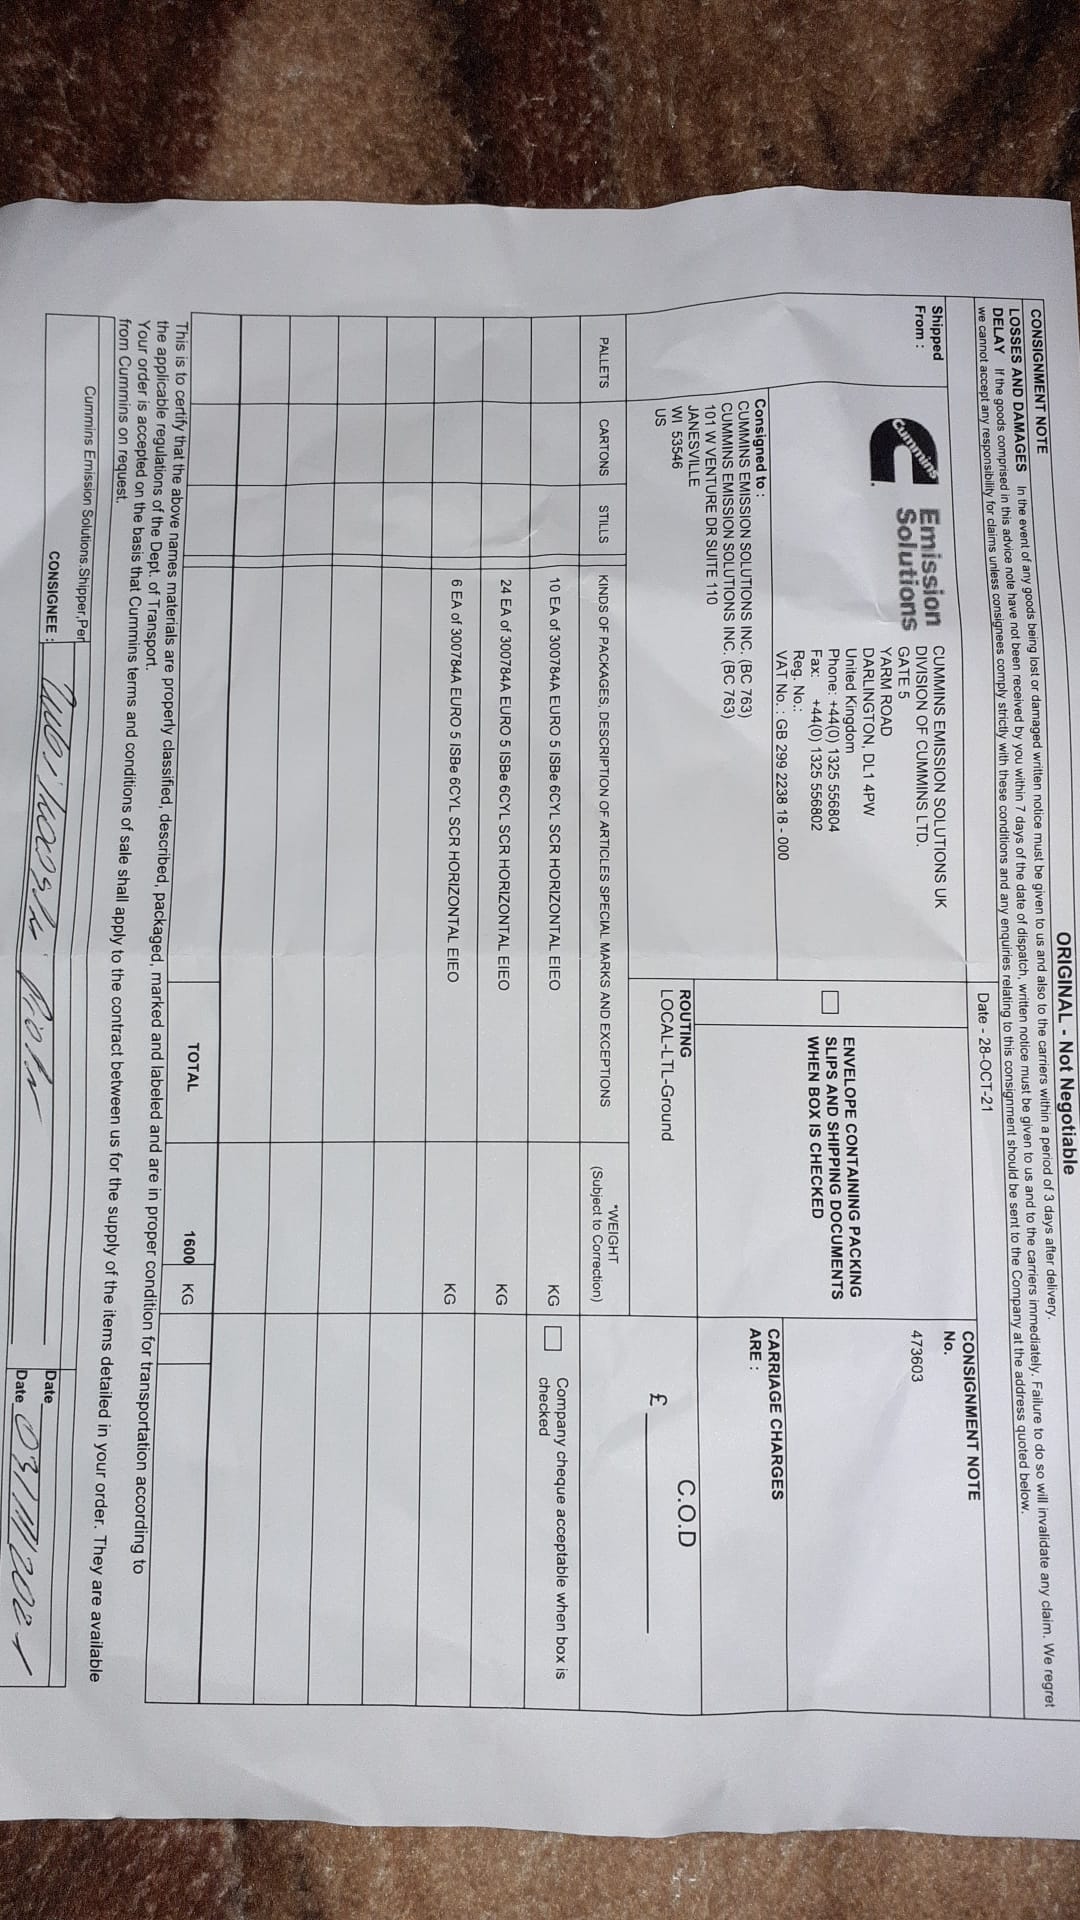 ORIGINAL - Not Negotiable
CONSIGNMENT NOTE
LOSSES AND DAMAGES In the event of any goods being lost or damaged written notice must be given to us and also to the carriers within a period of 3 days after delivery.
DELAY If the goods comprised in this advice note have not been received by you within 7 days of the date of dispatch, written notice must be given to us and to the carriers immediately. Failure to do so will invalidate any claim. We regret
we cannot accept any responsibility for claims unless consignees comply strictly with these conditions and any enquiries relating to this consignment should be sent to the Company at the address quoted below.
Date - 28-OCT-21
Shipped
From :
Cummins
Emission
Solutions
CUMMINS EMISSION SOLUTIONS UK
DIVISION OF CUMMINS LTD.
GATE 5
YARM ROAD
DARLINGTON, DL1 4PW
United Kingdom
Phone: +44(0) 1325 556804
Fax: +44(0) 1325 556802
Reg. No.:
VAT No. : GB 299 2238 18 - 000
ENVELOPE CONTAINING PACKING
SLIPS AND SHIPPING DOCUMENTS
WHEN BOX IS CHECKED
CONSIGNMENT NOTE
No.
473603
Consigned to :
CUMMINS EMISSION SOLUTIONS INC. (BC 763)
CUMMINS EMISSION SOLUTIONS INC. (BC 763)
101 W VENTURE DR SUITE 110
JANESVILLE
WI 53546
US
ROUTING
LOCAL-LTL-Ground
CARRIAGE CHARGES
ARE :
C.O.D
£
PALLETS CARTONS STILLS KINDS OF PACKAGES, DESCRIPTION OF ARTICLES SPECIAL MARKS AND EXCEPTIONS *WEIGHT
(Subject to Correction)
10 EA of 300784A EURO 5 ISBe 6CYL SCR HORIZONTAL EIEO KG
Company cheque acceptable when box is
checked
24 EA of 300784A EURO 5 ISBe 6CYL SCR HORIZONTAL EIEO KG
6 EA of 300784A EURO 5 ISBe 6CYL SCR HORIZONTAL EIEO KG
TOTAL 1600 KG
This is to certify that the above names materials are properly classified, described, packaged, marked and labeled and are in proper condition for transportation according to
the applicable regulations of the Dept. of Transport.
Your order is accepted on the basis that Cummins terms and conditions of sale shall apply to the contract between us for the supply of the items detailed in your order. They are available
from Cummins on request.
Cummins Emission Solutions.Shipper,Per
Date
CONSIGNEE :
Date